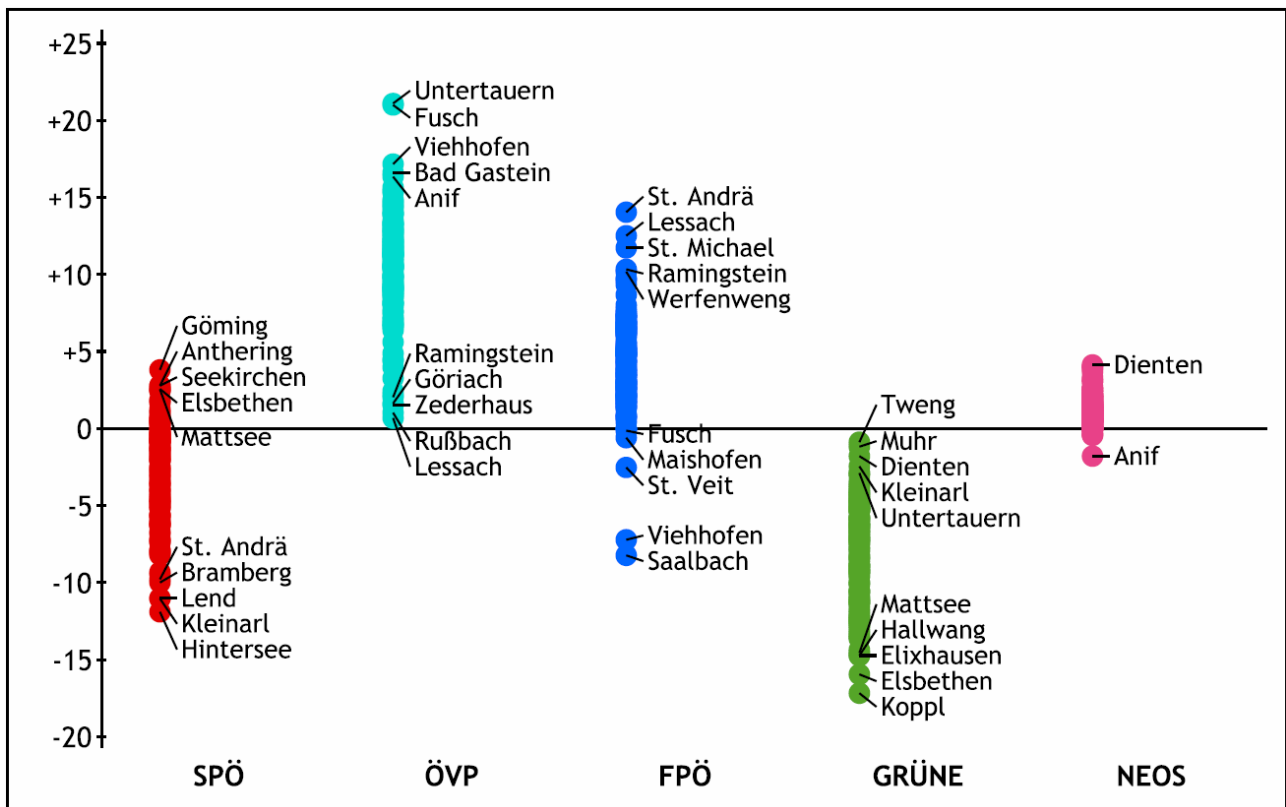 +25
+20
+15
+10
+5
0
-5
-10
-15
-20
Göming
Anthering
Seekirchen
Elsbethen
Mattsee
St. Andrä
Bramberg
Lend
Kleinarl
Hintersee
Untertauern
Fusch
Viehhofen
Bad Gastein
Anif
Ramingstein
Göriach
Zederhaus
Rußbach
Lessach
St. Andrä
Lessach
St. Michael
Ramingstein
Werfenweng
Fusch
Maishofen
St. Veit
Viehhofen
Saalbach
Tweng
Muhr
Dienten
Kleinarl
Untertauern
Mattsee
Hallwang
Elixhausen
Elsbethen
Koppl
Dienten
Anif
SPÖ ÖVP FPÖ GRÜNE NEOS